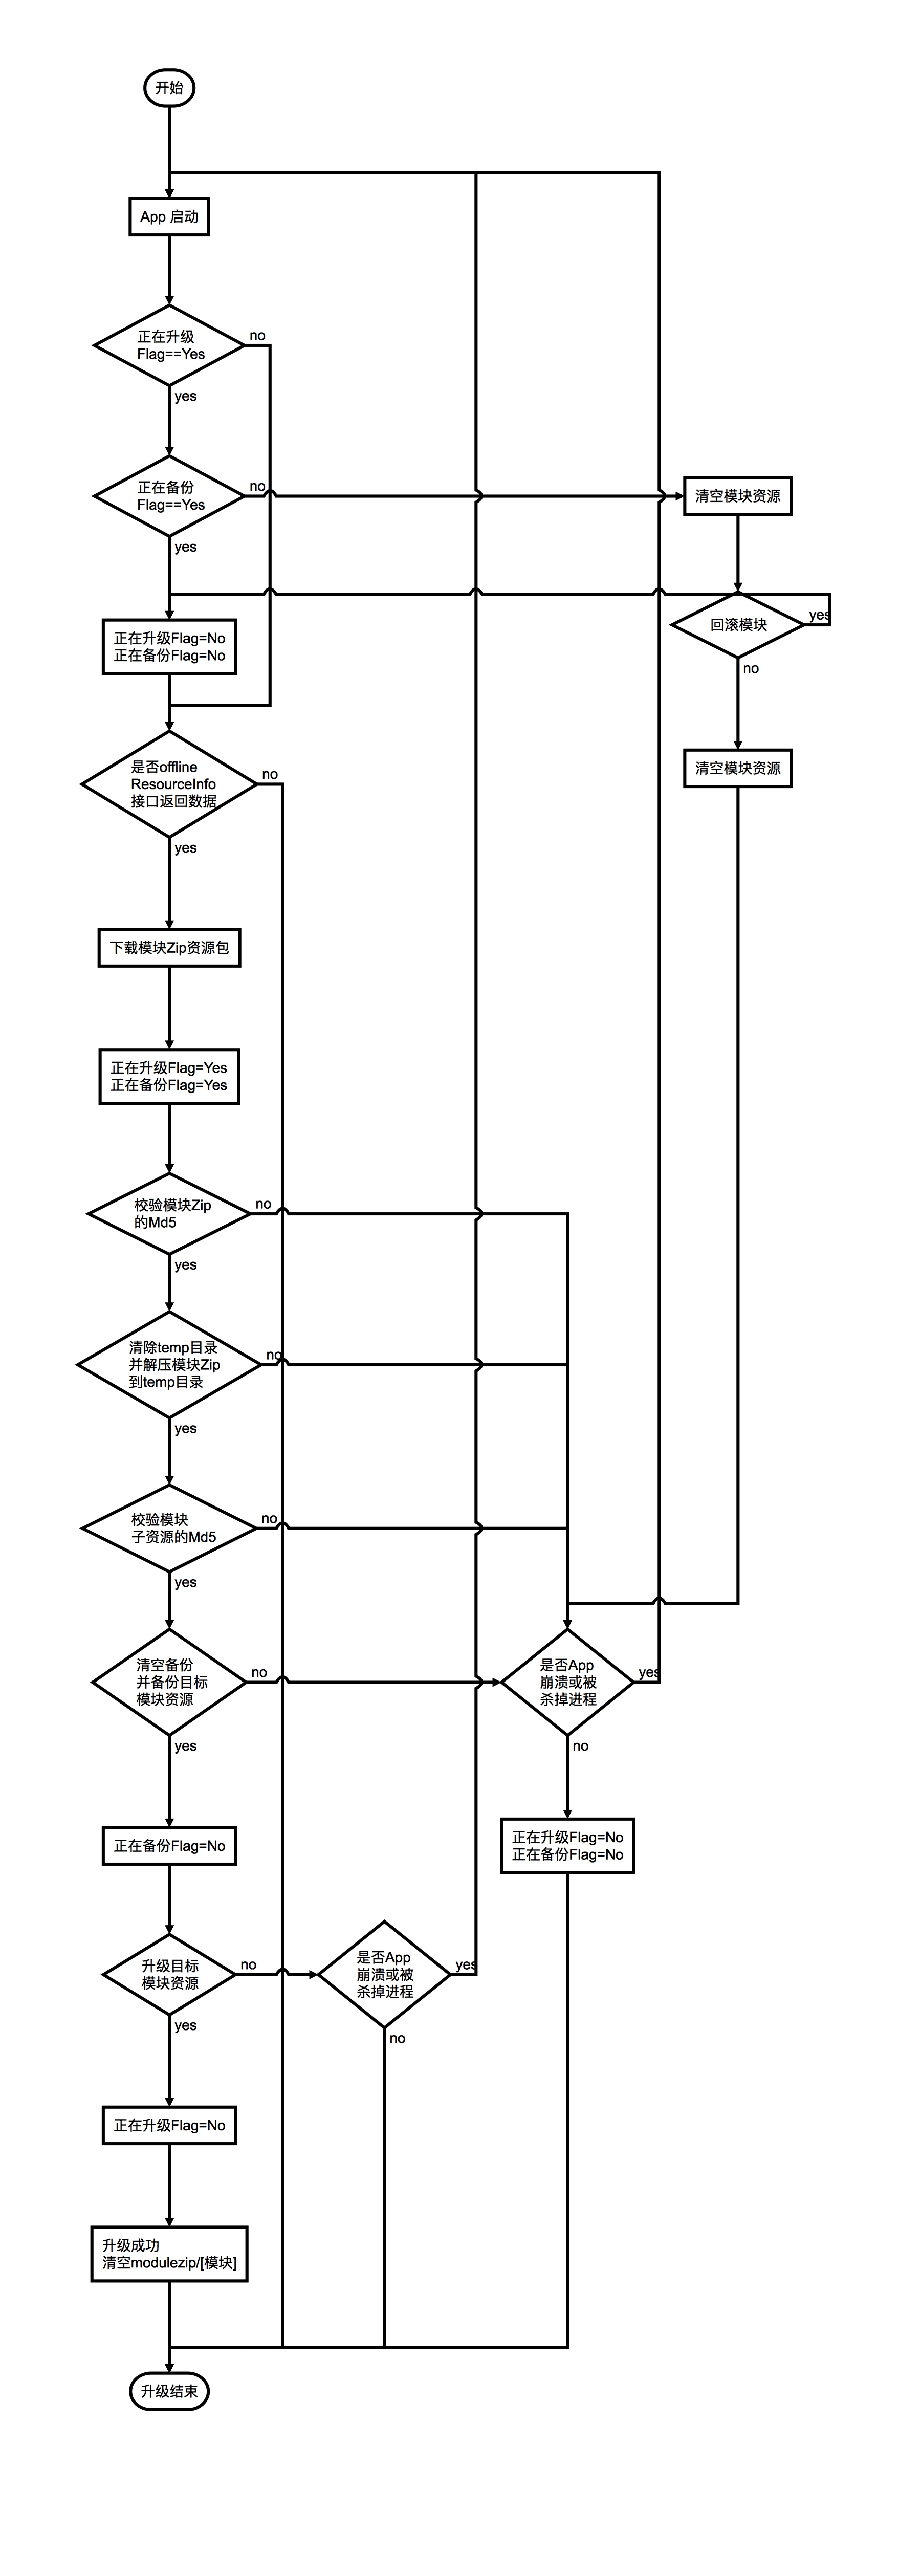 开始
App 启动
正在升级
Flag==Yes
no
yes
正在备份
Flag==Yes
no
yes
清空模块资源
正在升级Flag=No
正在备份Flag=No
回滚模块
yes
no
是否offline
ResourceInfo
接口返回数据
no
yes
清空模块资源
下载模块Zip资源包
正在升级Flag=Yes
正在备份Flag=Yes
校验模块Zip
的Md5
no
yes
清除temp目录
并解压模块Zip
到temp目录
no
yes
校验模块
子资源的Md5
no
yes
清空备份
并备份目标
模块资源
no
yes
是否App
崩溃或被
杀掉进程
yes
no
正在备份Flag=No
正在升级Flag=No
正在备份Flag=No
升级目标
模块资源
no
yes
是否App
崩溃或被
杀掉进程
yes
no
正在升级Flag=No
升级成功
清空modulezip/[模块]
升级结束